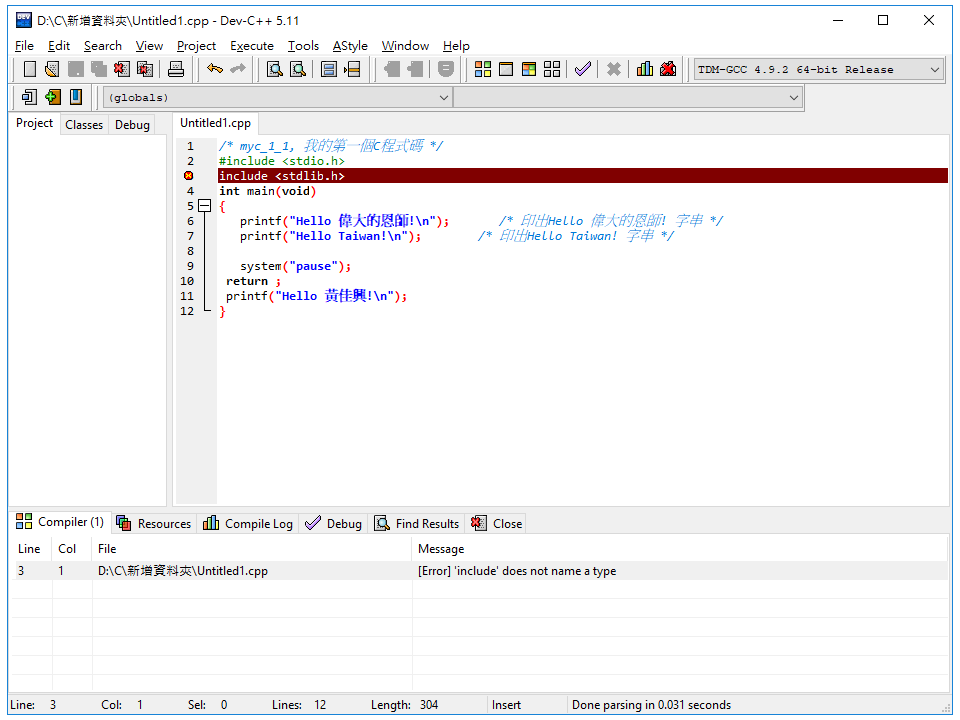 D:\C\新增資料夾\Untitled1.cpp - Dev-C++ 5.11
File Edit Search View Project Execute Tools AStyle Window Help
TDM-GCC 4.9.2 64-bit Release
(globals)
Project Classes Debug Untitled1.cpp
1 /* myc_1_1, 我的第一個C程式碼 */
2 #include <stdio.h>
include <stdlib.h>
4 int main(void)
5 {
6 printf("Hello 偉大的恩師!\n"); /* 印出Hello 偉大的恩師! 字串 */
7 printf("Hello Taiwan!\n"); /* 印出Hello Taiwan! 字串 */
8
9 system("pause");
10 return ;
11 printf("Hello 黃佳興!\n");
12 }
Compiler (1) Resources Compile Log Debug Find Results Close
Line Col File Message
3 1 D:\C\新增資料夾\Untitled1.cpp [Error] 'include' does not name a type
Line: 3 Col: 1 Sel: 0 Lines: 12 Length: 304 Insert Done parsing in 0.031 seconds